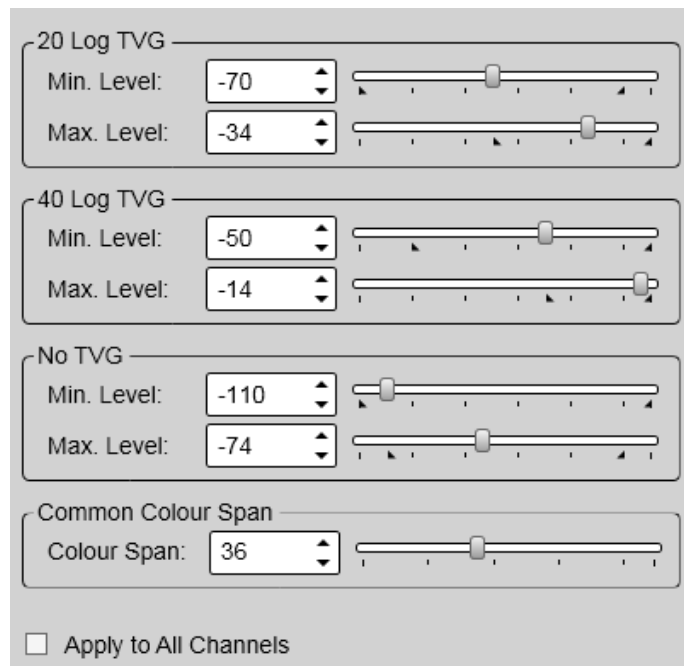 20 Log TVG
Min. Level: -70
Max. Level: -34
40 Log TVG
Min. Level: -50
Max. Level: -14
No TVG
Min. Level: -110
Max. Level: -74
Common Colour Span
Colour Span: 36
Apply to All Channels